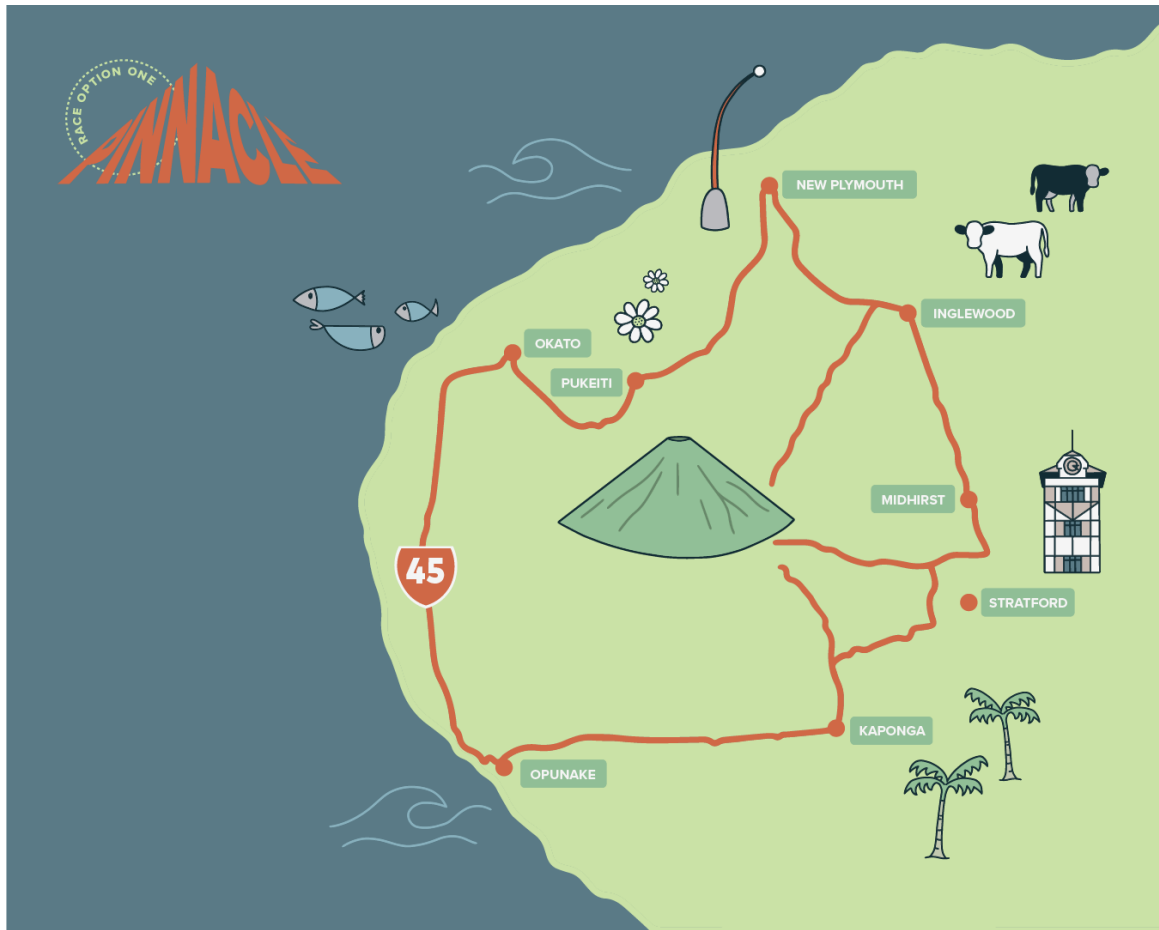 RACE OPTION ONE
PINNACLE
NEW PLYMOUTH
INGLEWOOD
OKATO
PUKEITI
MIDHIRST
45
STRATFORD
KAPONGA
OPUNAKE